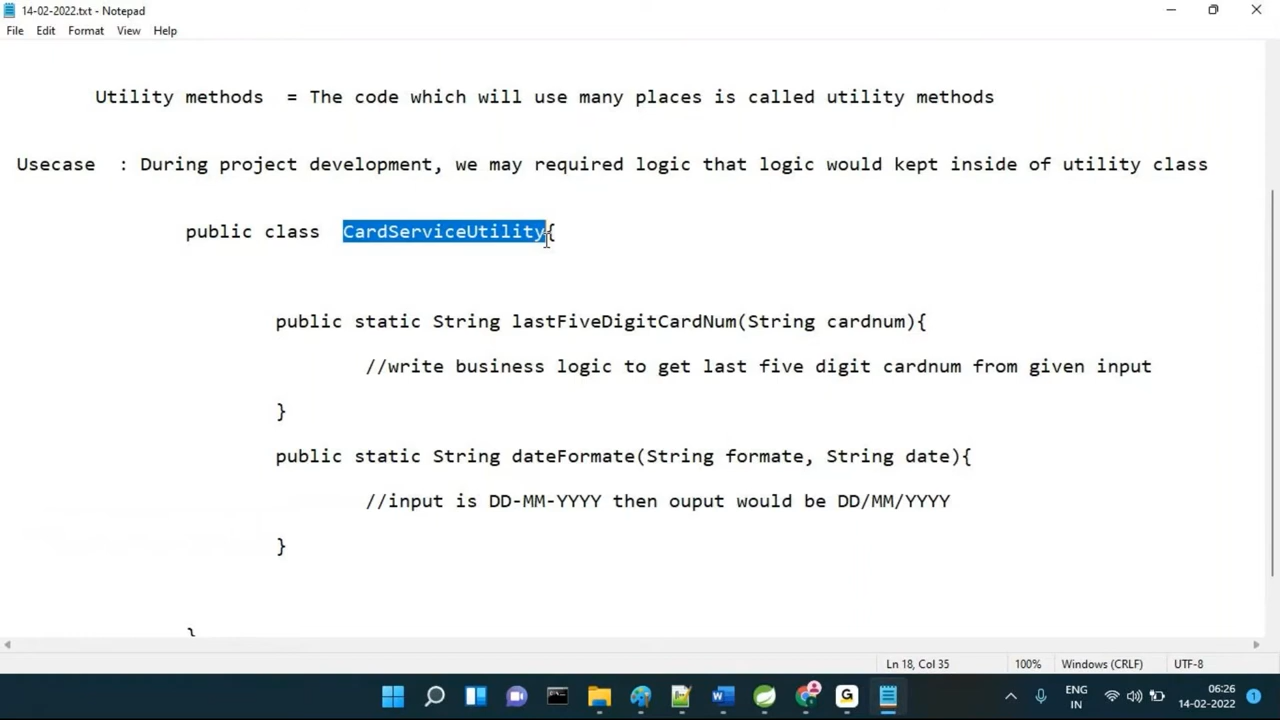 14-02-2022.txt - Notepad
File Edit Format View Help
Utility methods = The code which will use many places is called utility methods
Usecase : During project development, we may required logic that logic would kept inside of utility class
public class CardServiceUtility{
public static String lastFiveDigitCardNum(String cardnum){
//write business logic to get last five digit cardnum from given input
}
public static String dateFormate(String formate, String date){
//input is DD-MM-YYYY then ouput would be DD/MM/YYYY
}
}
Ln 18, Col 35 100% Windows (CRLF) UTF-8
ENG 06:26
IN 14-02-2022 1